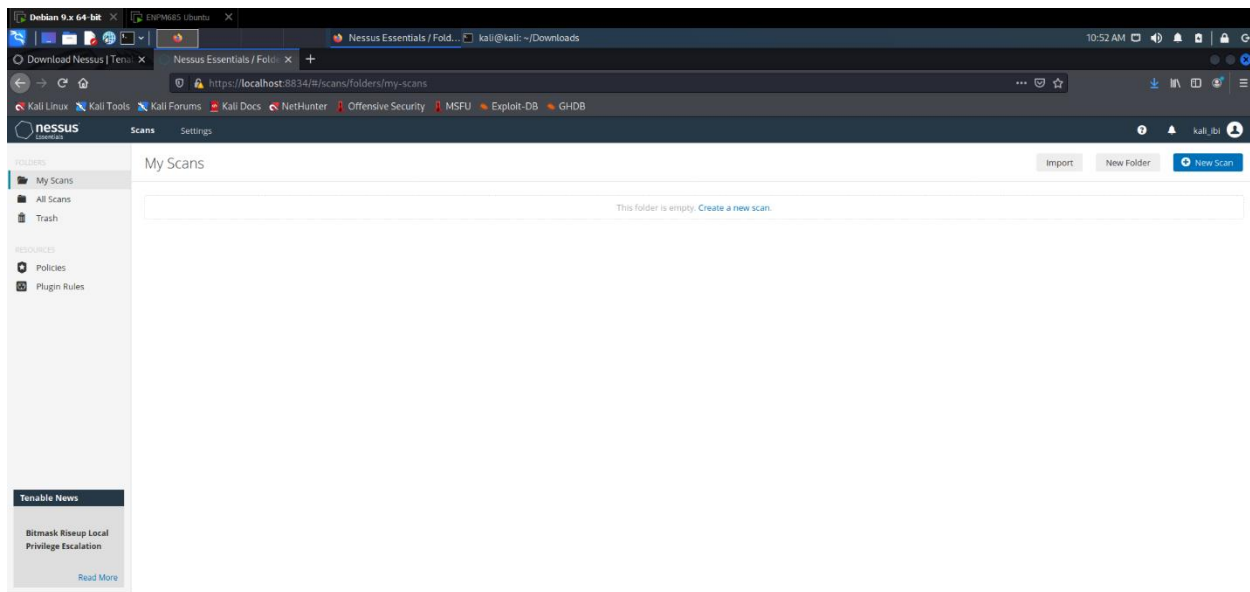 Debian 9.x 64-bit ENPM685 Ubuntu
Nessus Essentials / Fold... kali@kali: ~/Downloads 10:52 AM
Download Nessus | Tena Nessus Essentials / Folde
https://localhost:8834/#/scans/folders/my-scans
Kali Linux Kali Tools Kali Forums Kali Docs NetHunter Offensive Security MSFU Exploit-DB GHDB
nessus Essentials Scans Settings kali_ibi
FOLDERS
My Scans
All Scans
Trash
RESOURCES
Policies
Plugin Rules
My Scans Import New Folder New Scan
This folder is empty. Create a new scan.
Tenable News
Bitmask Riseup Local
Privilege Escalation
Read More